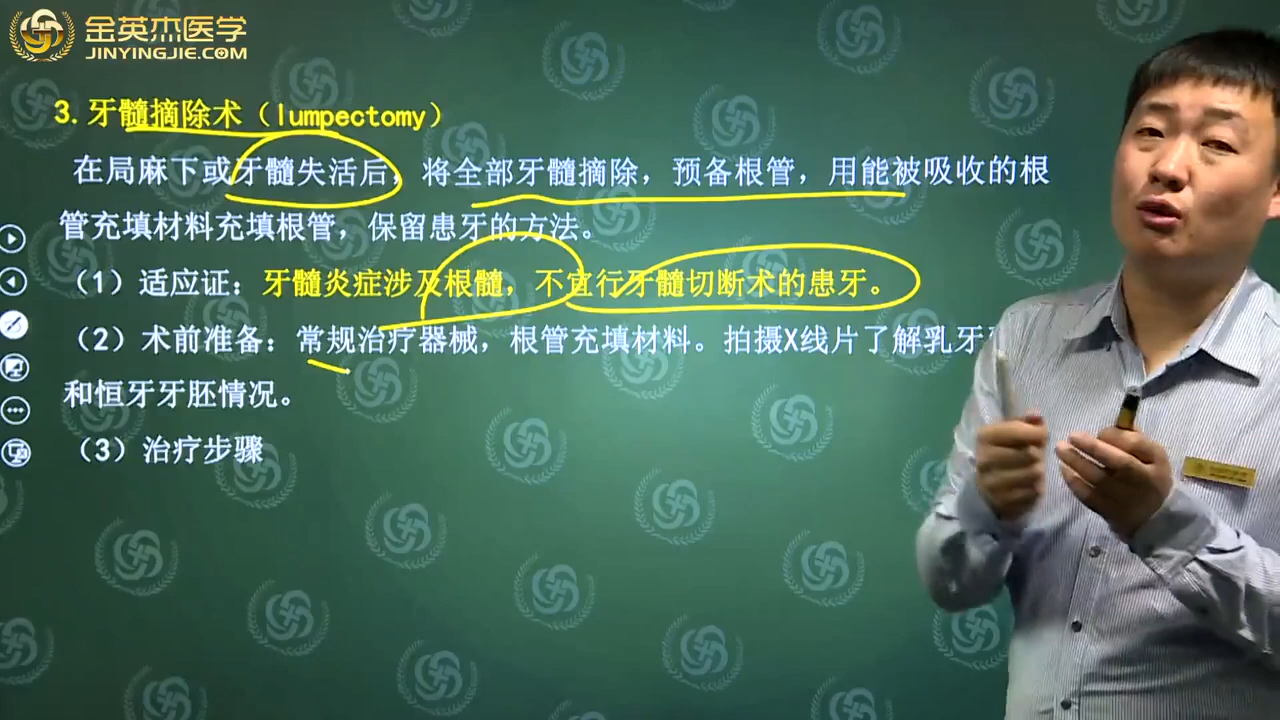 金英杰医学
JINYINGJIE.COM
3. 牙髓摘除术（lumpectomy）
在局麻下或牙髓失活后，将全部牙髓摘除，预备根管，用能被吸收的根
管充填材料充填根管，保留患牙的方法。
（1）适应证：牙髓炎症涉及根髓，不宜行牙髓切断术的患牙。
（2）术前准备：常规治疗器械，根管充填材料。拍摄X线片了解乳牙
和恒牙牙胚情况。
（3）治疗步骤